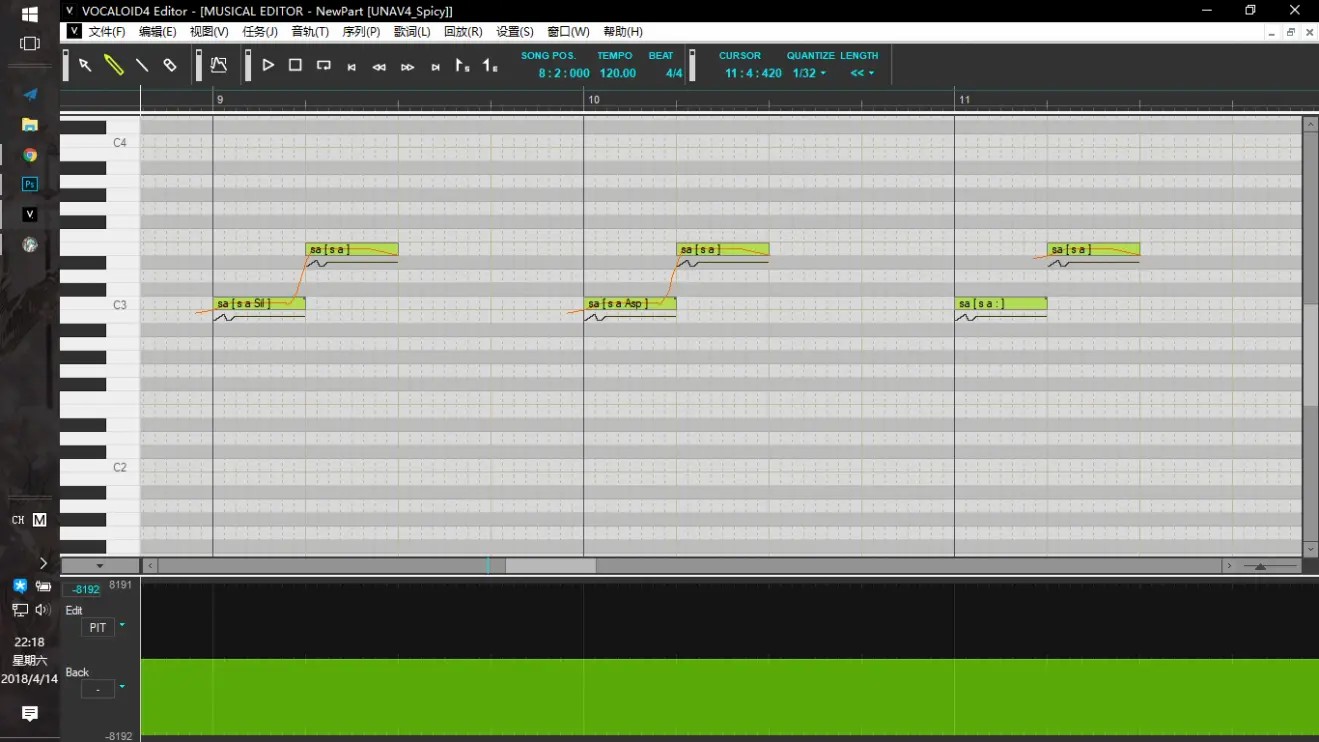 VOCALOID4 Editor - [MUSICAL EDITOR - NewPart [UNAV4_Spicy]]
文件(F) 编辑(E) 视图(V) 任务(J) 音轨(T) 序列(P) 歌词(L) 回放(R) 设置(S) 窗口(W) 帮助(H)
SONG POS. TEMPO BEAT CURSOR QUANTIZE LENGTH
8 : 2 : 000 120.00 4/4 11 : 4 : 420 1/32 <<
9 10 11
C4
sa [ s a ] sa [ s a ] sa [ s a ]
C3
sa [ s a Sil ] sa [ s a Asp ] sa [ s a : ]
C2
Ps
V
CH M
-8192 8191
Edit
PIT
Back
-
-8192
22:18
星期六
2018/4/14